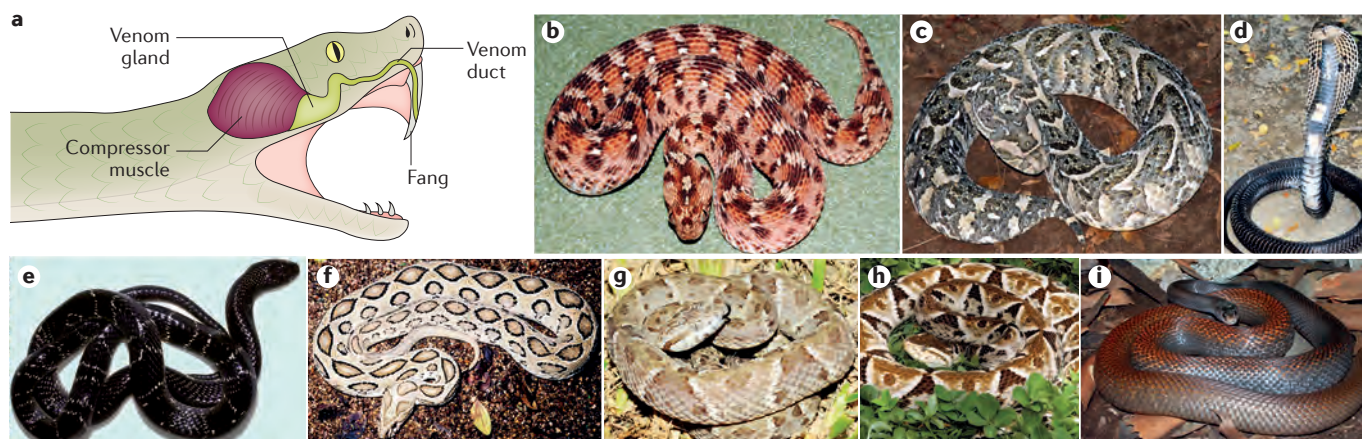 a
Venom
gland
Venom
duct
Compressor
muscle
Fang
b
c
d
e
f
g
h
i